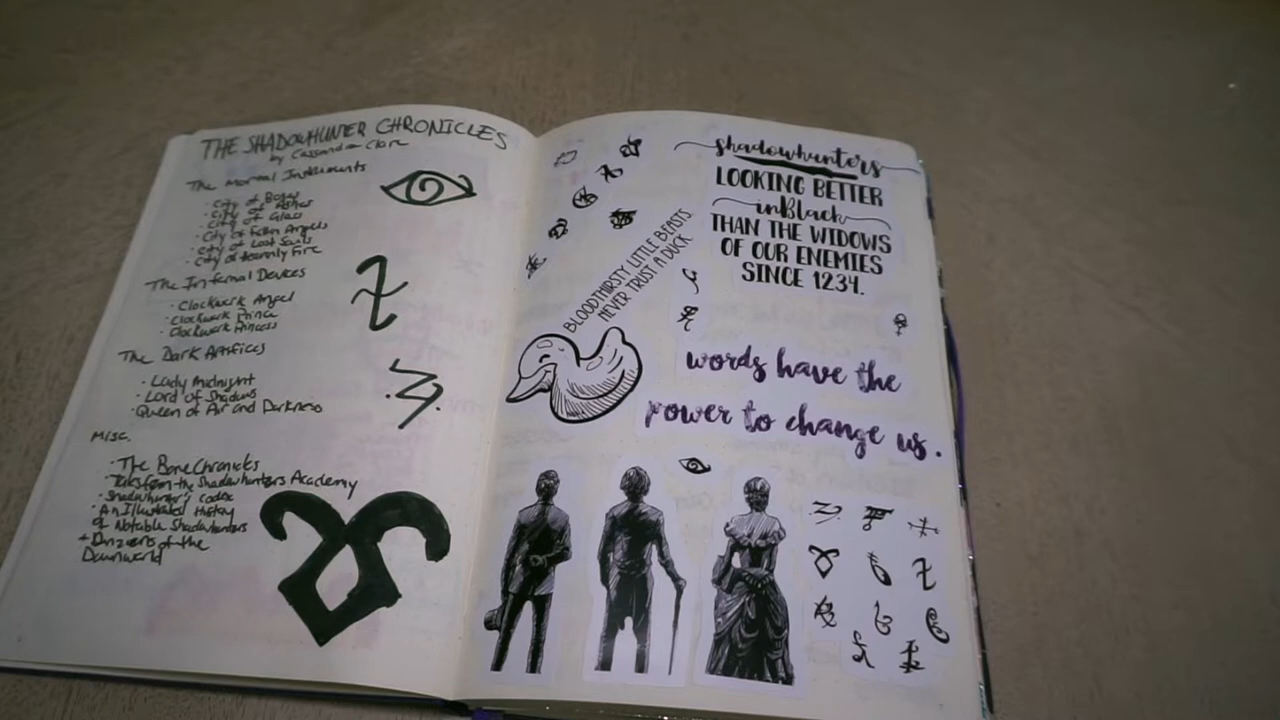 THE SHADOWHUNTER CHRONICLES
by Cassandra Clare
The Mortal Instruments
· City of Bones
· City of Ashes
· City of Glass
· City of Fallen Angels
· City of Lost Souls
· City of Heavenly Fire
The Infernal Devices
· Clockwork Angel
· Clockwork Prince
· Clockwork Princess
The Dark Artifices
· Lady Midnight
· Lord of Shadows
· Queen of Air and Darkness
Misc.
· The Bane Chronicles
· Tales from the Shadowhunters Academy
· Shadowhunter's Codex
· An Illustrated History
of Notable Shadowhunters
+ Denizens of the
Downworld
shadowhunters
LOOKING BETTER
in Black
THAN THE WIDOWS
OF OUR ENEMIES
SINCE 1234.
BLOODTHIRSTY LITTLE BEASTS
NEVER TRUST A DUCK
words have the
power to change us.